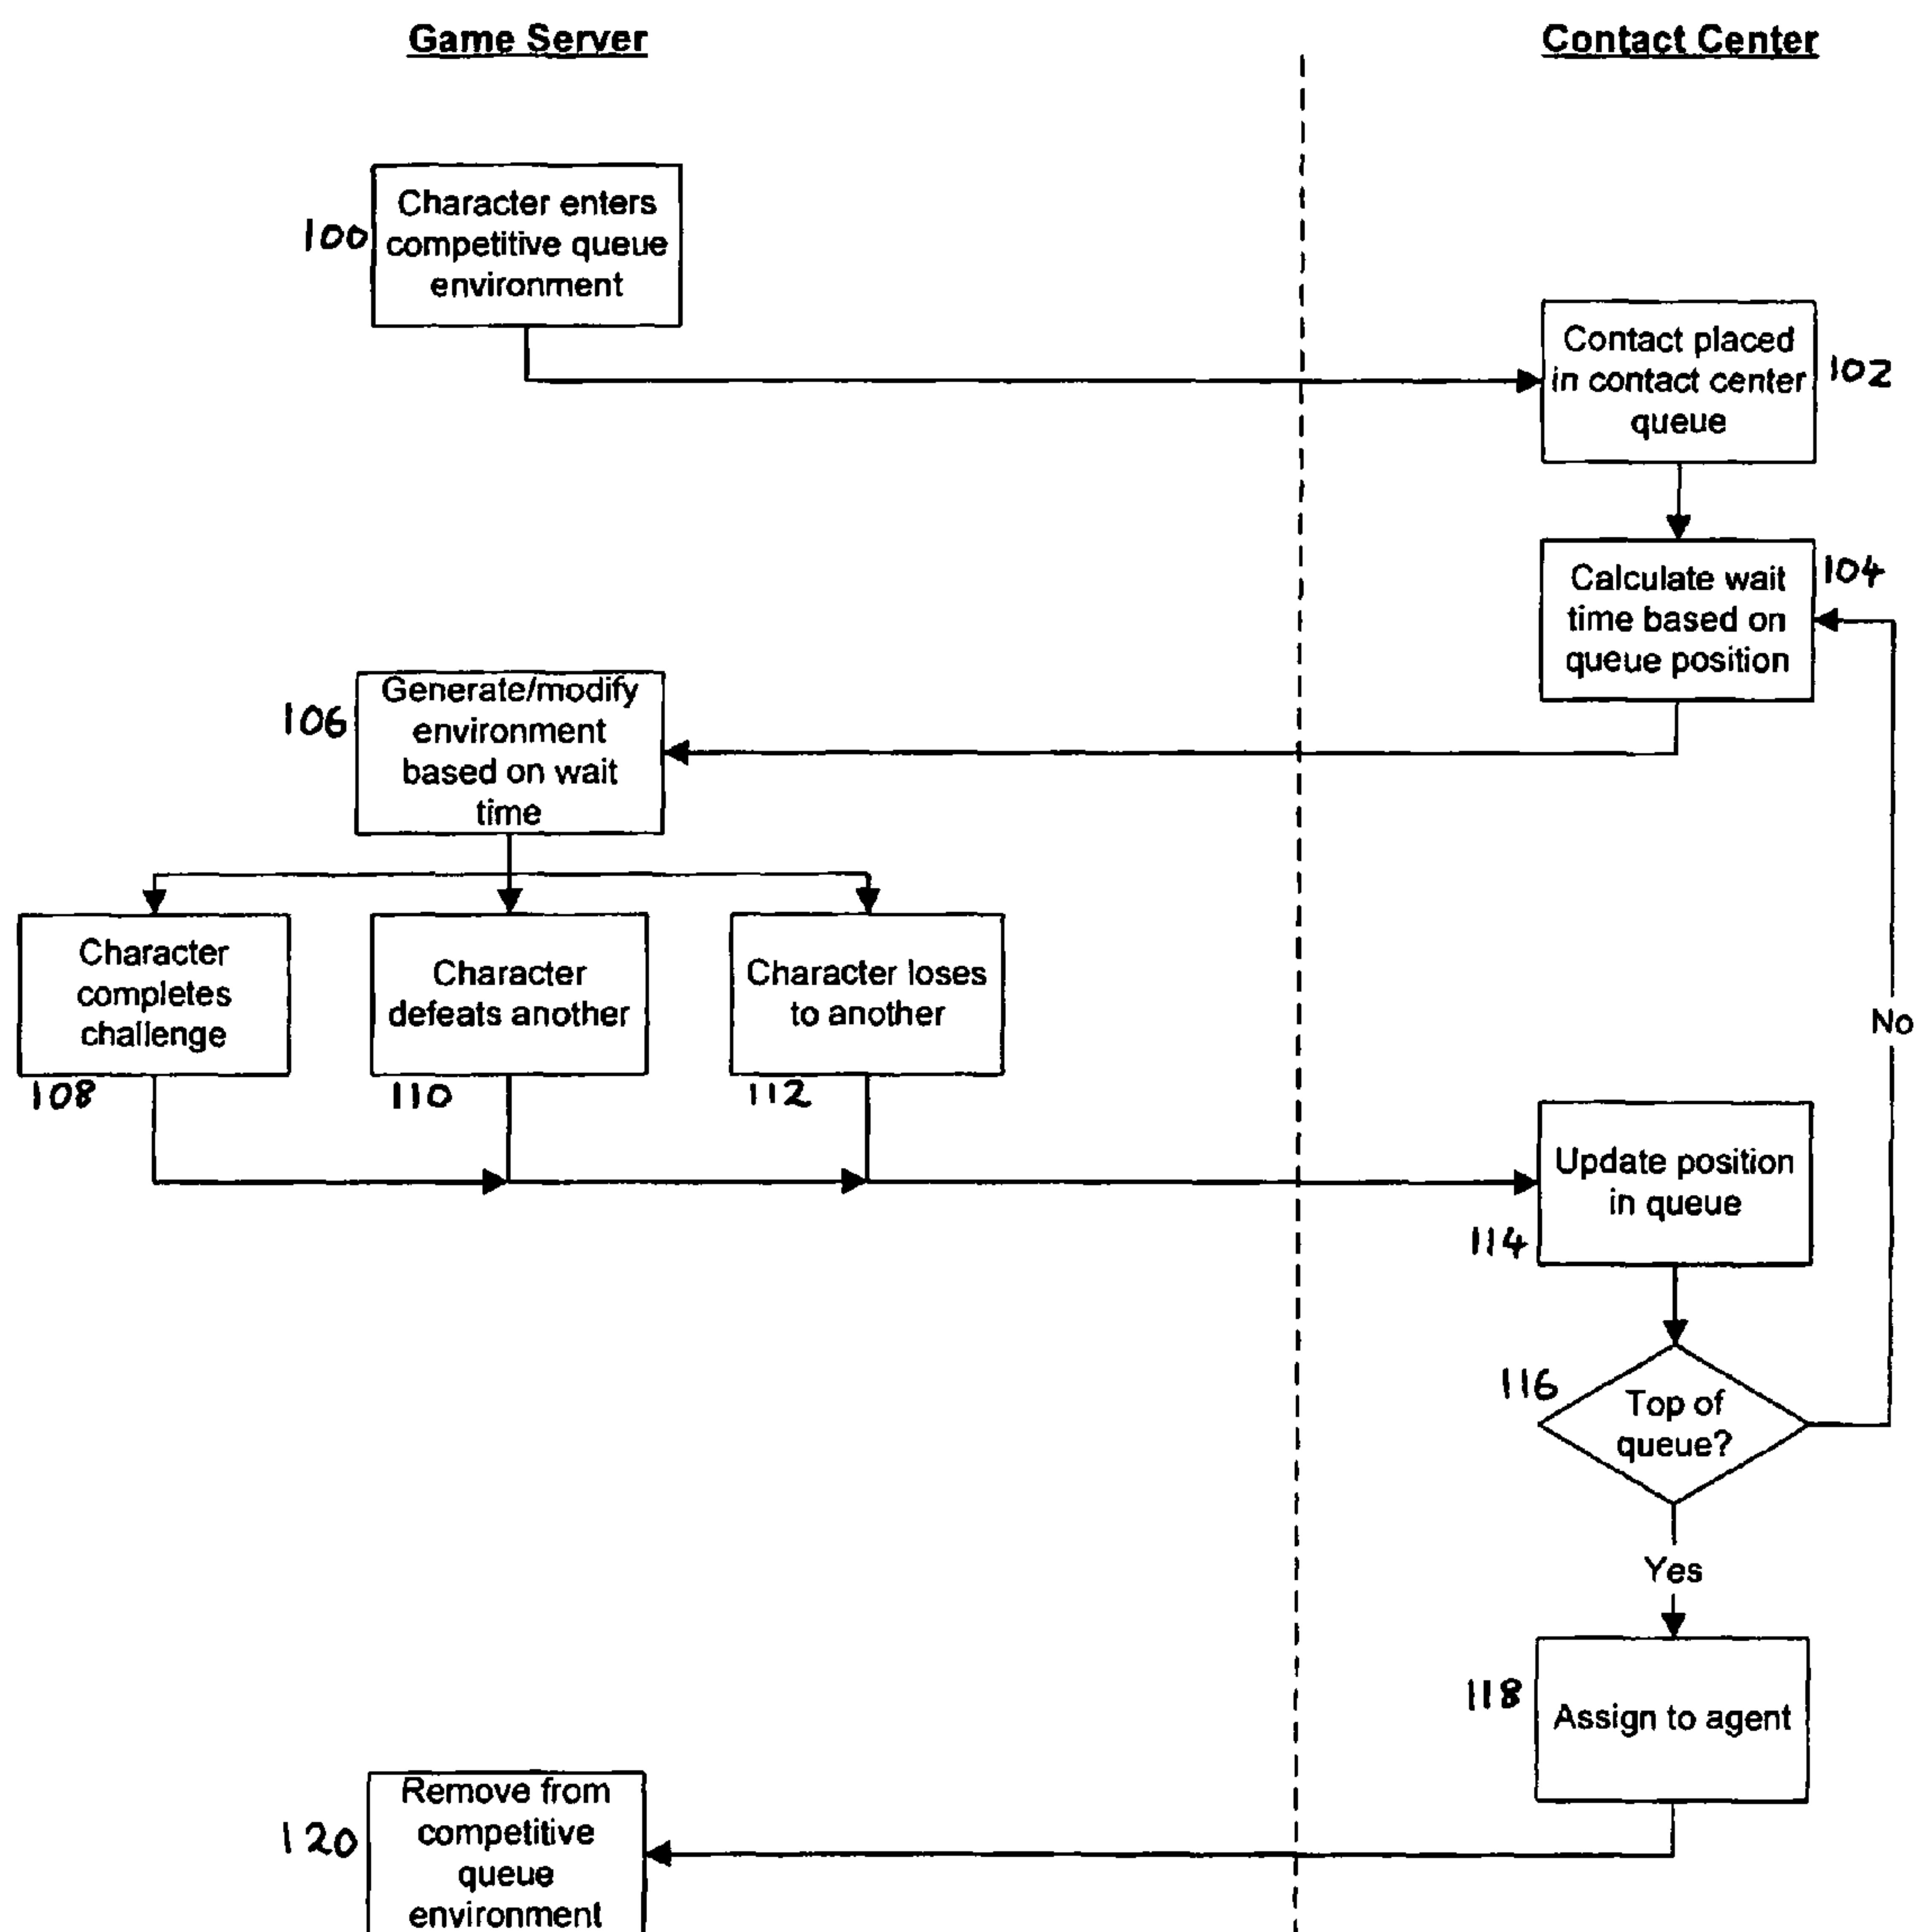 Game Server
Contact Center
Character enters
competitive queue
environment
100
Contact placed
in contact center
queue
102
Calculate wait
time based on
queue position
104
Generate/modify
environment
based on wait
time
106
Character
completes
challenge
108
Character
defeats another
110
Character loses
to another
112
No
Update position
in queue
114
116
Top of
queue?
Yes
118
Assign to agent
Remove from
competitive
queue
environment
120